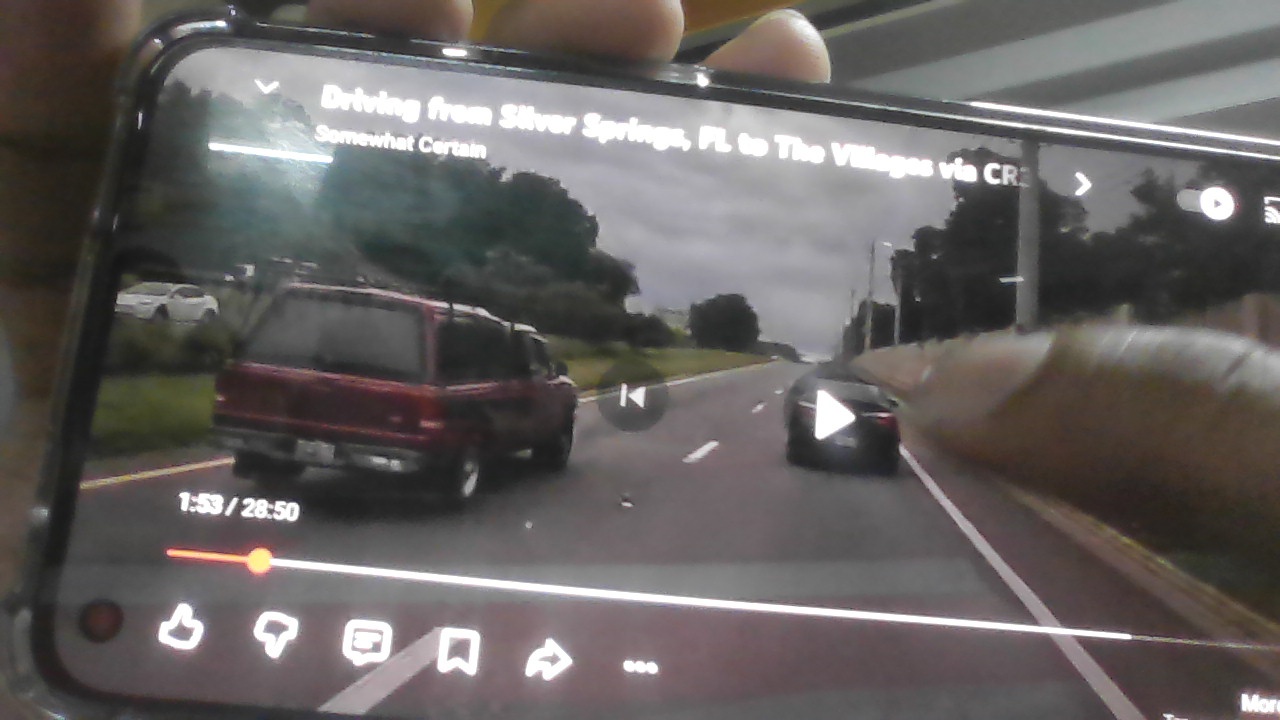 Driving from Silver Springs, FL to The Villages via CR
Somewhat Certain
1:53 / 28:50